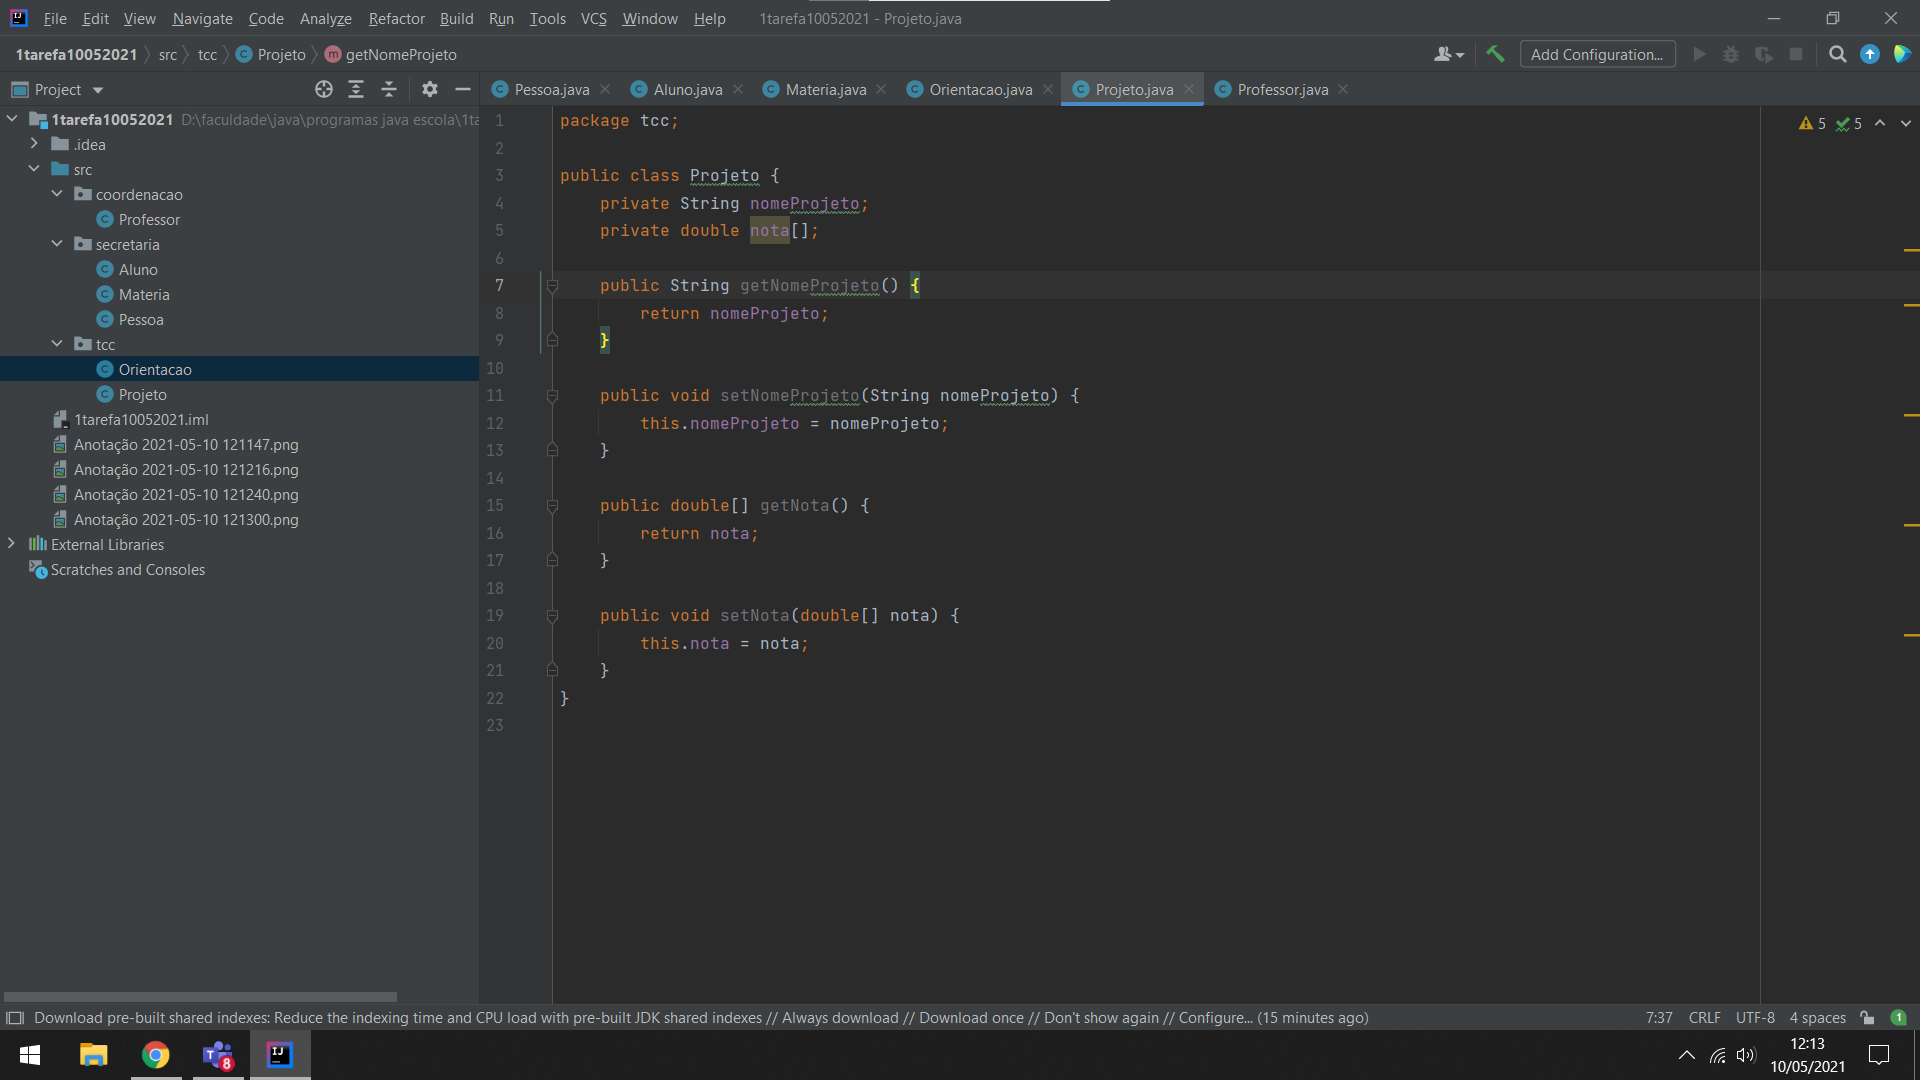 File Edit View Navigate Code Analyze Refactor Build Run Tools VCS Window Help 1tarefa10052021 - Projeto.java
1tarefa10052021 src tcc Projeto getNomeProjeto Add Configuration...
Project Pessoa.java Aluno.java Materia.java Orientacao.java Projeto.java Professor.java
1tarefa10052021 D:\faculdade\java\programas java escola\1ta
.idea
src
coordenacao
Professor
secretaria
Aluno
Materia
Pessoa
tcc
Orientacao
Projeto
1tarefa10052021.iml
Anotação 2021-05-10 121147.png
Anotação 2021-05-10 121216.png
Anotação 2021-05-10 121240.png
Anotação 2021-05-10 121300.png
External Libraries
Scratches and Consoles
5 5
1 package tcc;
2
3 public class Projeto {
4 private String nomeProjeto;
5 private double nota[];
6
7 public String getNomeProjeto() {
8 return nomeProjeto;
9 }
10
11 public void setNomeProjeto(String nomeProjeto) {
12 this.nomeProjeto = nomeProjeto;
13 }
14
15 public double[] getNota() {
16 return nota;
17 }
18
19 public void setNota(double[] nota) {
20 this.nota = nota;
21 }
22 }
23
Download pre-built shared indexes: Reduce the indexing time and CPU load with pre-built JDK shared indexes // Always download // Download once // Don't show again // Configure... (15 minutes ago) 7:37 CRLF UTF-8 4 spaces 1
T 8 IJ 12:13
10/05/2021